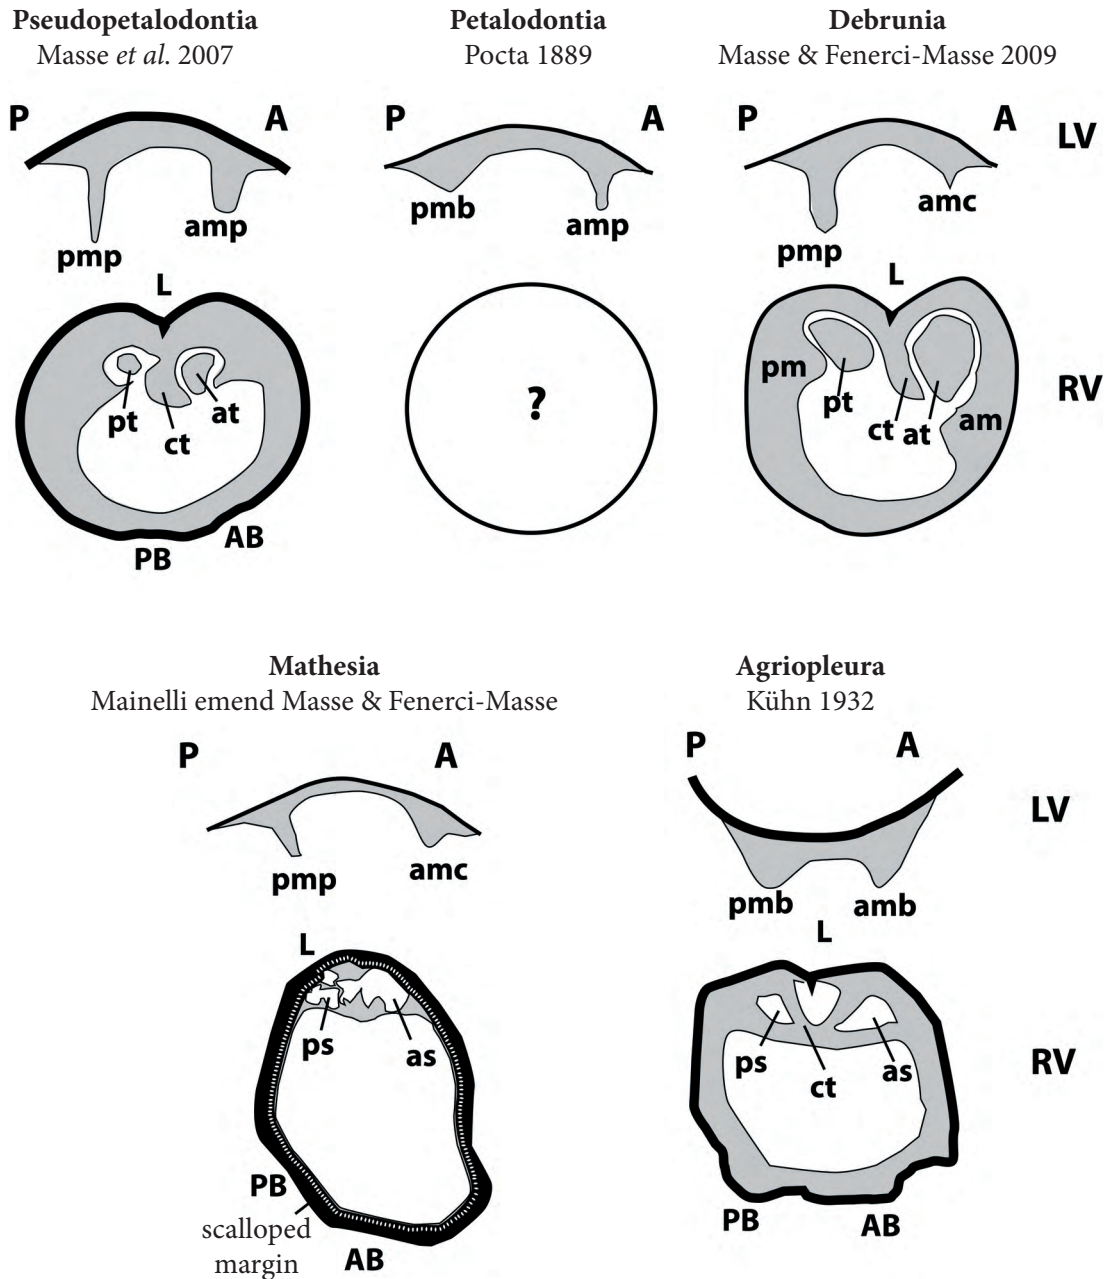 Pseudopetalodontia
Masse et al. 2007
Petalodontia
Pocta 1889
Debrunia
Masse & Fenerci-Masse 2009
P A
P A
P A
LV
pmp
amp
pmb
amp
pmp
amc
L
L
RV
pt
ct
at
PB
AB
?
pm
pt
ct
at
am
Mathesia
Mainelli emend Masse & Fenerci-Masse
Agriopleura
Kühn 1932
P A
P A
LV
pmp
amc
pmb
amb
L
L
RV
ps
as
PB
scalloped
margin
AB
ps
ct
as
PB
AB